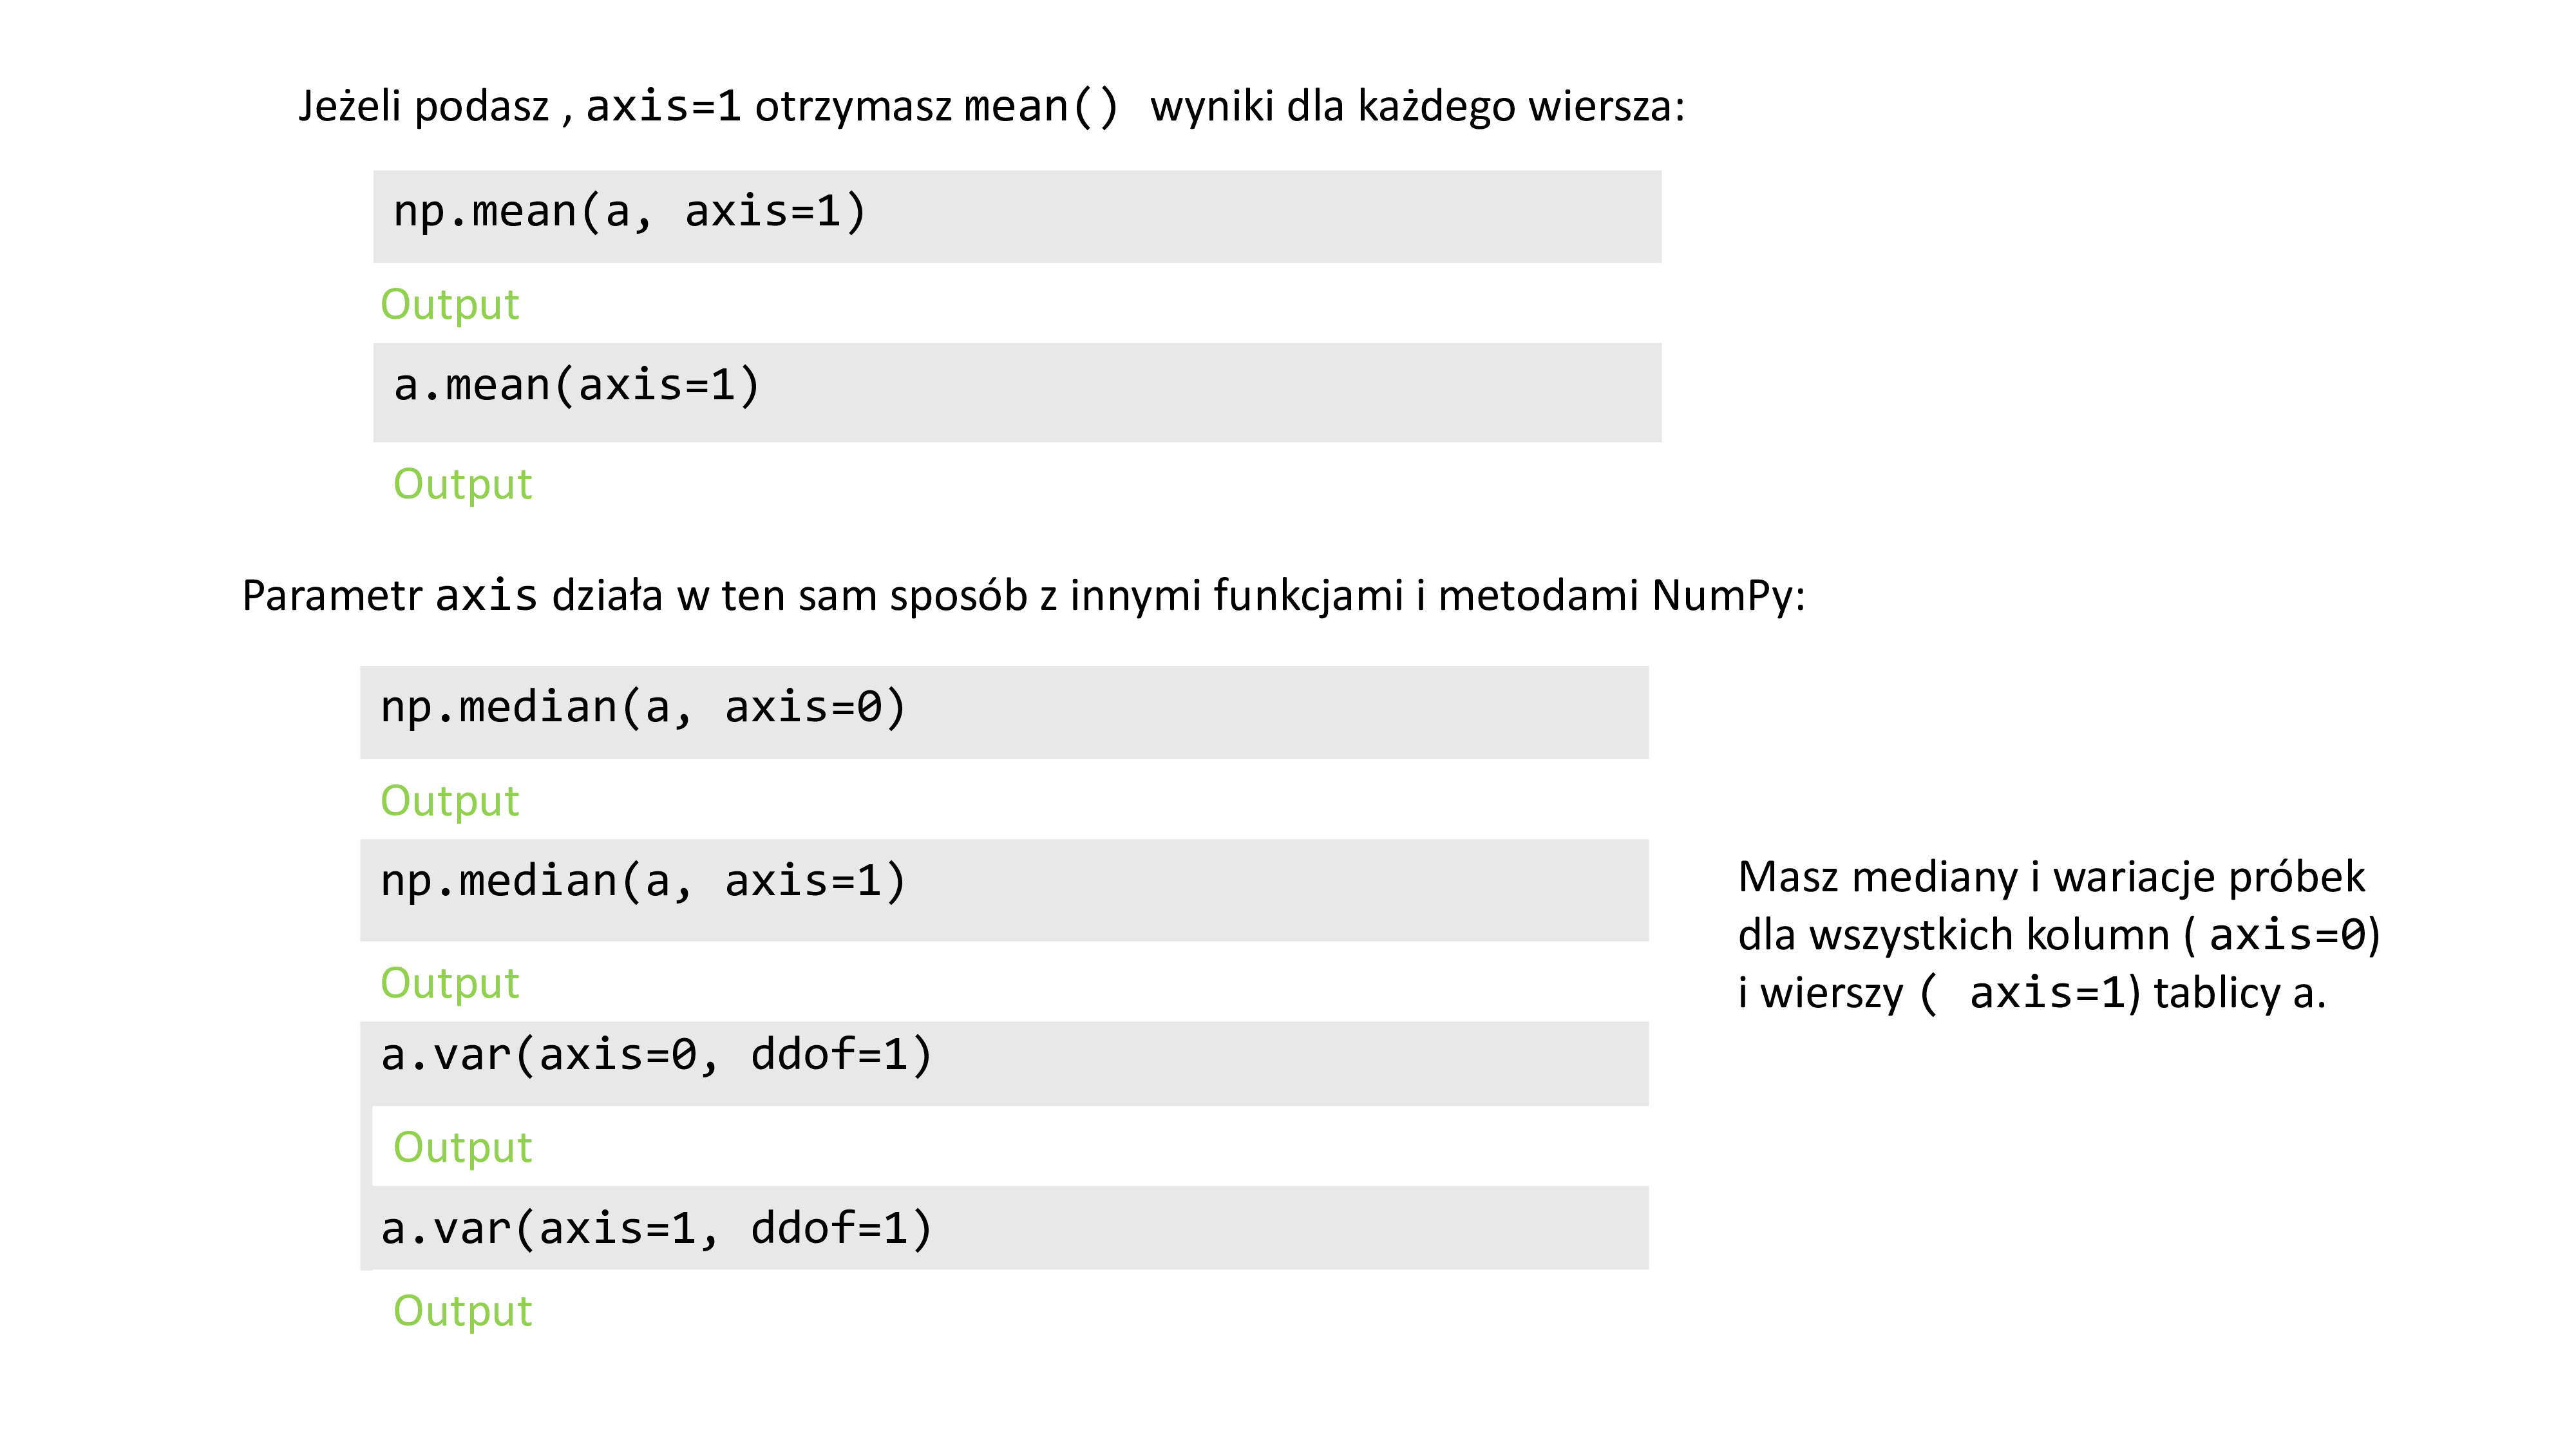 Jeżeli podasz , axis=1 otrzymasz mean() wyniki dla każdego wiersza:
np.mean(a, axis=1)
Output
a.mean(axis=1)
Output
Parametr axis działa w ten sam sposób z innymi funkcjami i metodami NumPy:
np.median(a, axis=0)
Output
np.median(a, axis=1)
Output
a.var(axis=0, ddof=1)
Output
a.var(axis=1, ddof=1)
Output
Masz mediany i wariacje próbek
dla wszystkich kolumn ( axis=0)
i wierszy ( axis=1) tablicy a.